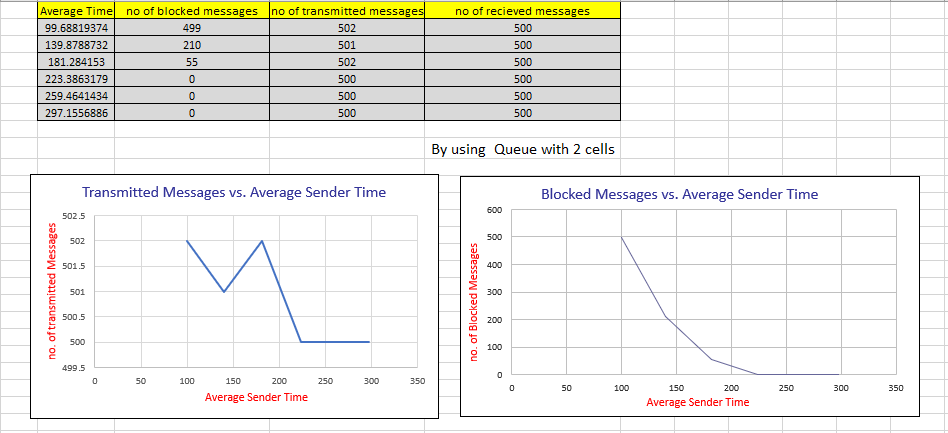 Average Time no of blocked messages no of transmitted messages no of recieved messages
99.68819374 499 502 500
139.8788732 210 501 500
181.284153 55 502 500
223.3863179 0 500 500
259.4641434 0 500 500
297.1556886 0 500 500
By using Queue with 2 cells
Transmitted Messages vs. Average Sender Time
no. of transmitted Messages
502.5
502
501.5
501
500.5
500
499.5
0 50 100 150 200 250 300 350
Average Sender Time
Blocked Messages vs. Average Sender Time
no. of Blocked Messages
600
500
400
300
200
100
0
0 50 100 150 200 250 300 350
Average Sender Time